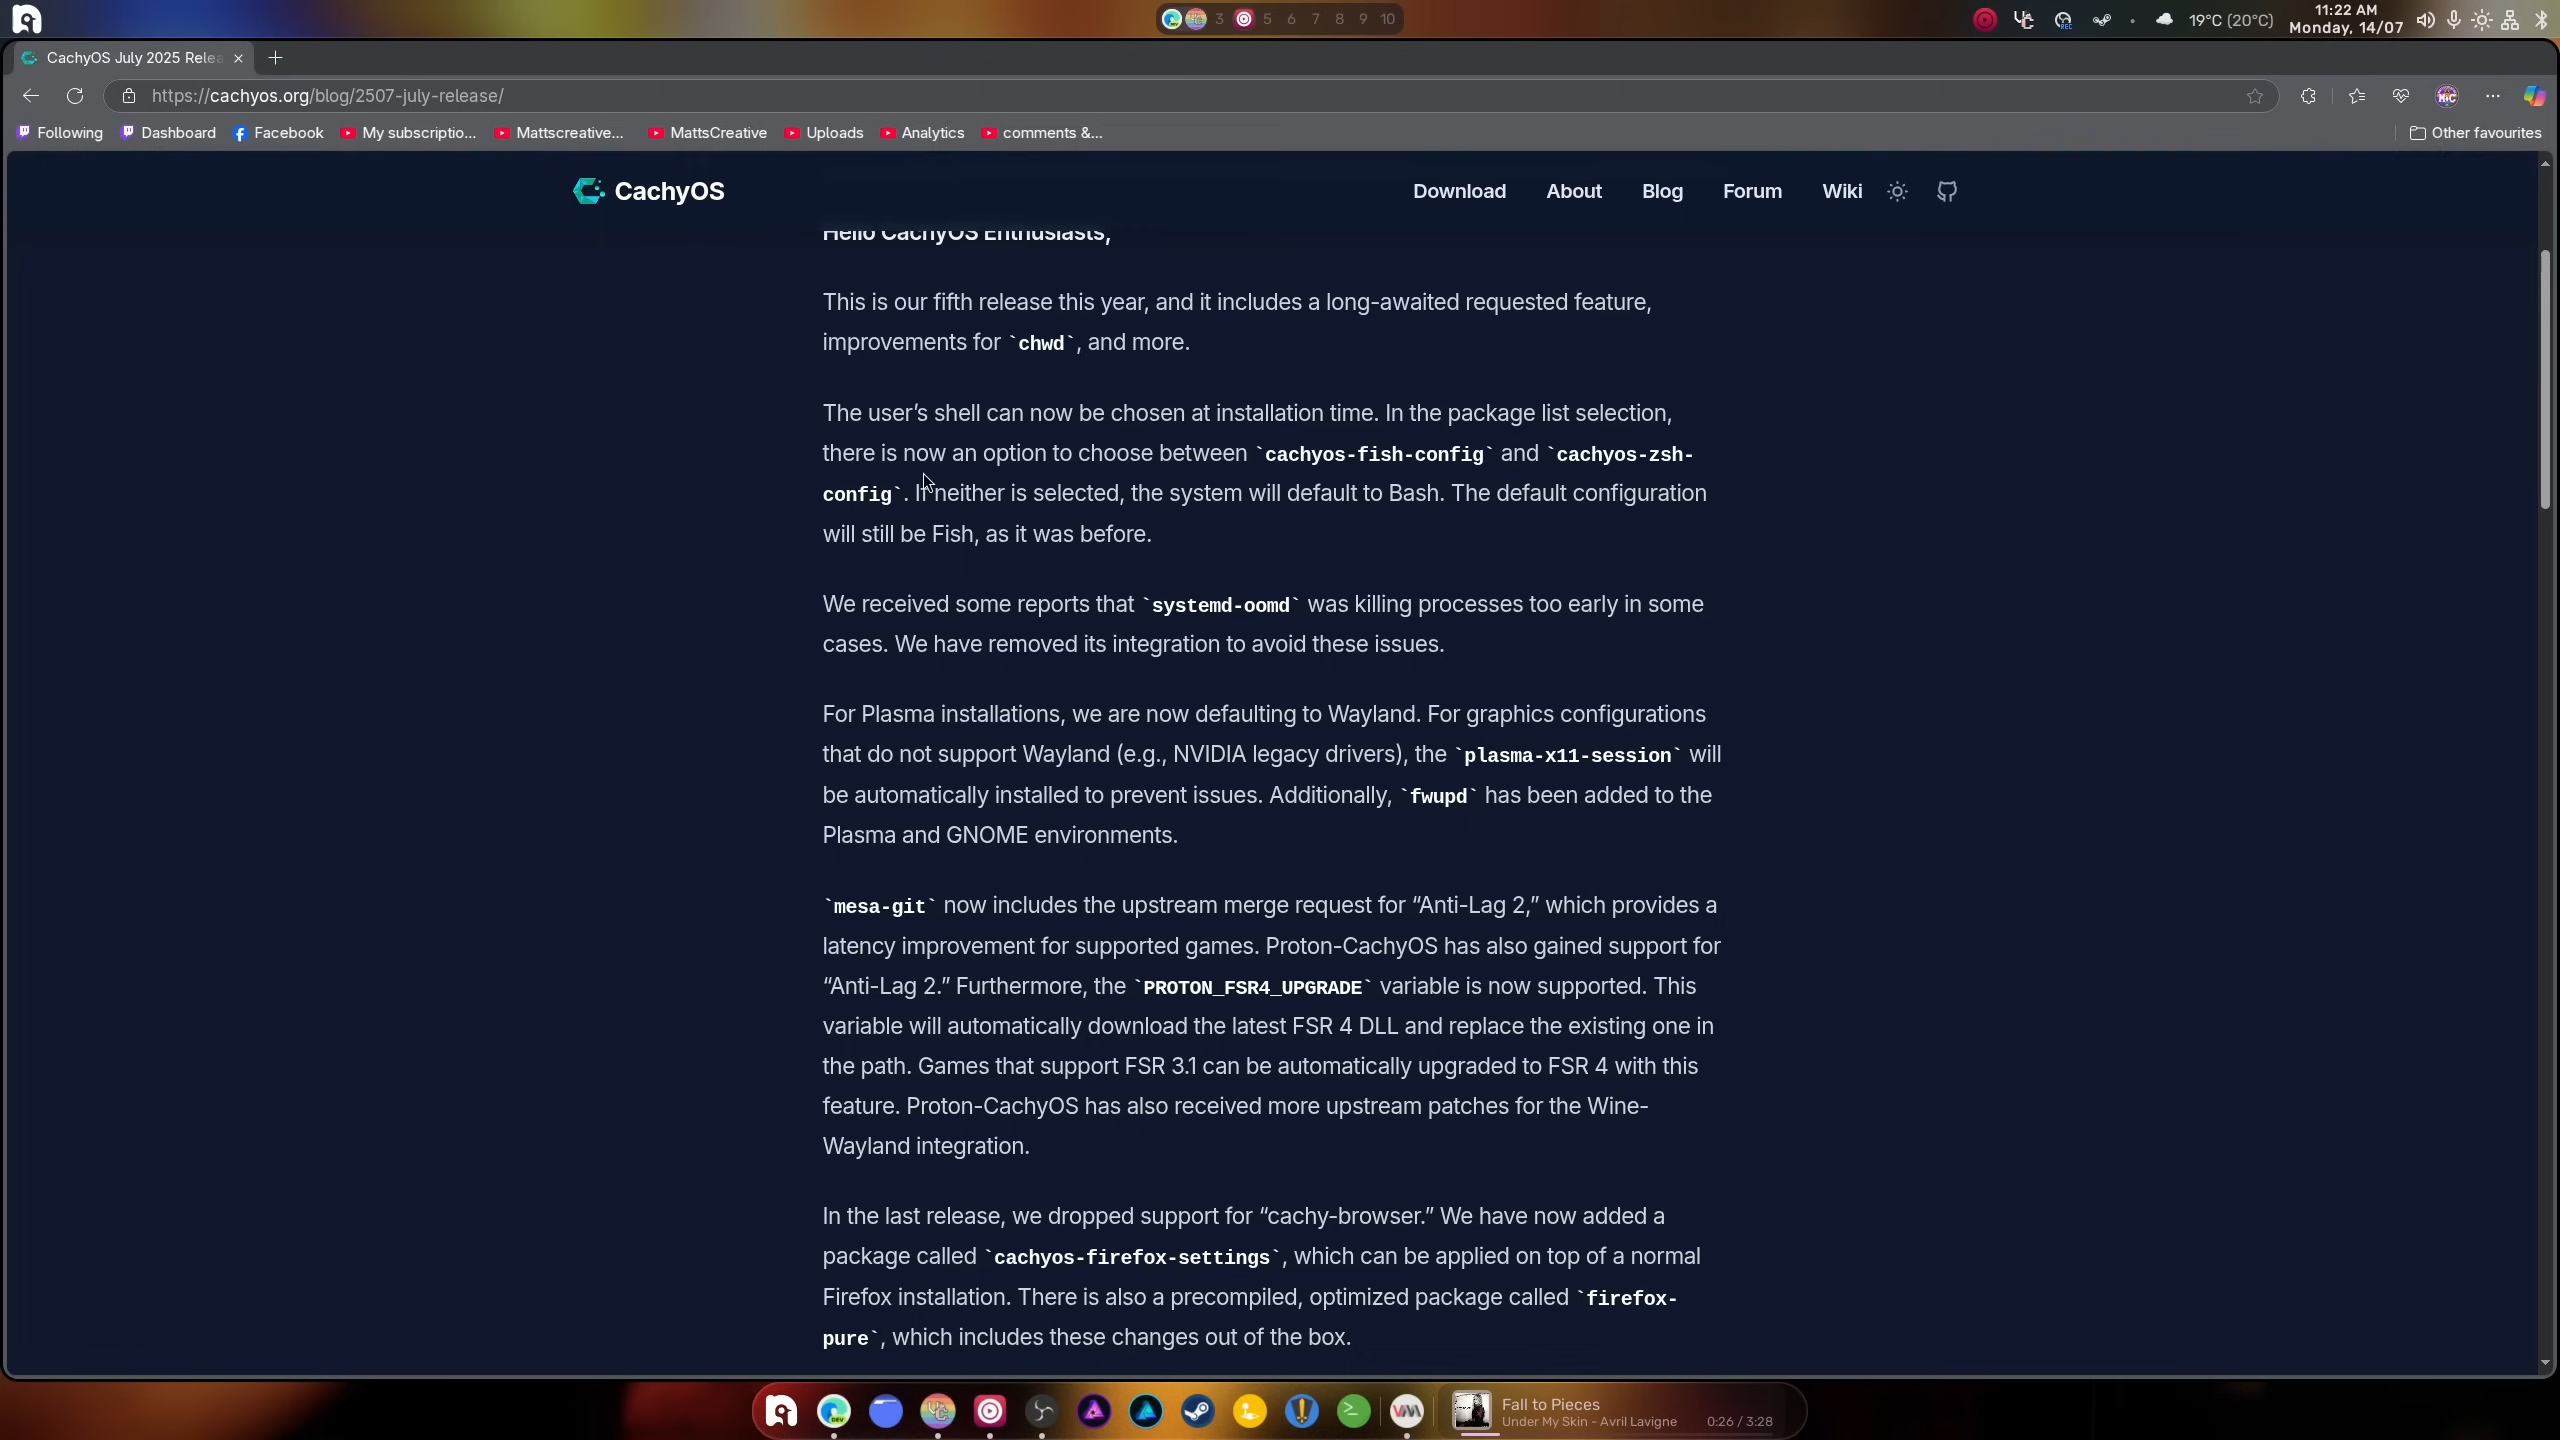 3 5 6 7 8 9 10
19°C (20°C)
11:22 AM
Monday, 14/07
CachyOS July 2025 Relea
https://cachyos.org/blog/2507-july-release/
Following
Dashboard
Facebook
My subscriptio...
Mattscreative...
MattsCreative
Uploads
Analytics
comments &...
Other favourites
CachyOS
Download
About
Blog
Forum
Wiki
Hello CachyOS Enthusiasts,
This is our fifth release this year, and it includes a long-awaited requested feature,
improvements for `chwd`, and more.
The user’s shell can now be chosen at installation time. In the package list selection,
there is now an option to choose between `cachyos-fish-config` and `cachyos-zsh-
config`. If neither is selected, the system will default to Bash. The default configuration
will still be Fish, as it was before.
We received some reports that `systemd-oomd` was killing processes too early in some
cases. We have removed its integration to avoid these issues.
For Plasma installations, we are now defaulting to Wayland. For graphics configurations
that do not support Wayland (e.g., NVIDIA legacy drivers), the `plasma-x11-session` will
be automatically installed to prevent issues. Additionally, `fwupd` has been added to the
Plasma and GNOME environments.
`mesa-git` now includes the upstream merge request for “Anti-Lag 2,” which provides a
latency improvement for supported games. Proton-CachyOS has also gained support for
“Anti-Lag 2.” Furthermore, the `PROTON_FSR4_UPGRADE` variable is now supported. This
variable will automatically download the latest FSR 4 DLL and replace the existing one in
the path. Games that support FSR 3.1 can be automatically upgraded to FSR 4 with this
feature. Proton-CachyOS has also received more upstream patches for the Wine-
Wayland integration.
In the last release, we dropped support for “cachy-browser.” We have now added a
package called `cachyos-firefox-settings`, which can be applied on top of a normal
Firefox installation. There is also a precompiled, optimized package called `firefox-
pure`, which includes these changes out of the box.
Fall to Pieces
Under My Skin - Avril Lavigne
0:26 / 3:28